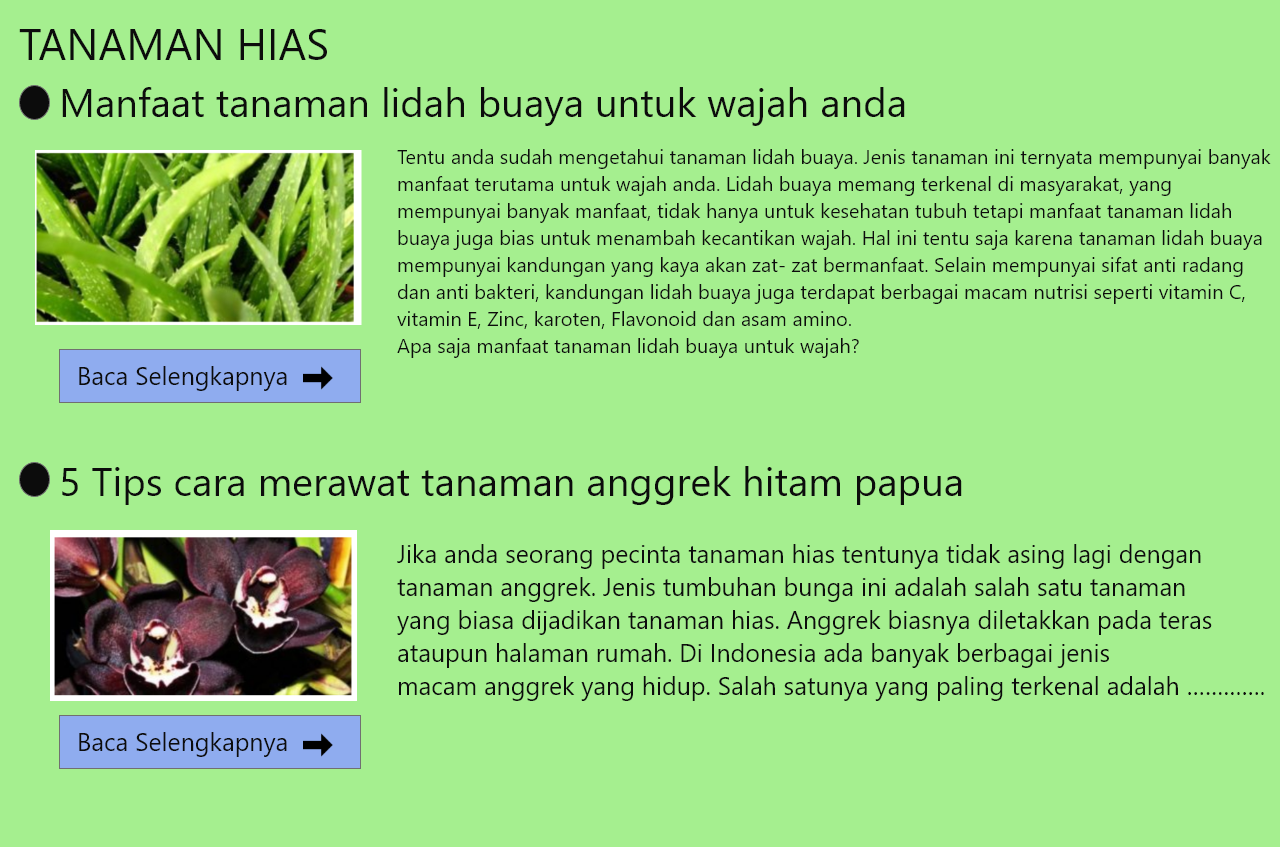 TANAMAN HIAS
Manfaat tanaman lidah buaya untuk wajah anda
Tentu anda sudah mengetahui tanaman lidah buaya. Jenis tanaman ini ternyata mempunyai banyak
manfaat terutama untuk wajah anda. Lidah buaya memang terkenal di masyarakat, yang
mempunyai banyak manfaat, tidak hanya untuk kesehatan tubuh tetapi manfaat tanaman lidah
buaya juga bias untuk menambah kecantikan wajah. Hal ini tentu saja karena tanaman lidah buaya
mempunyai kandungan yang kaya akan zat- zat bermanfaat. Selain mempunyai sifat anti radang
dan anti bakteri, kandungan lidah buaya juga terdapat berbagai macam nutrisi seperti vitamin C,
vitamin E, Zinc, karoten, Flavonoid dan asam amino.
Apa saja manfaat tanaman lidah buaya untuk wajah?
Baca Selengkapnya
5 Tips cara merawat tanaman anggrek hitam papua
Jika anda seorang pecinta tanaman hias tentunya tidak asing lagi dengan
tanaman anggrek. Jenis tumbuhan bunga ini adalah salah satu tanaman
yang biasa dijadikan tanaman hias. Anggrek biasnya diletakkan pada teras
ataupun halaman rumah. Di Indonesia ada banyak berbagai jenis
macam anggrek yang hidup. Salah satunya yang paling terkenal adalah .............
Baca Selengkapnya